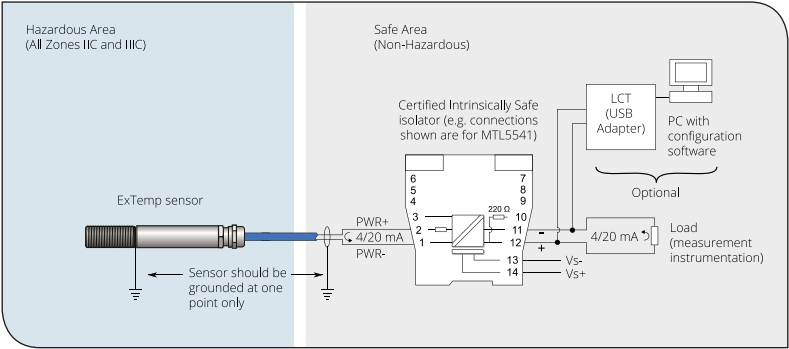 Hazardous Area
(All Zones IIC and IIIC)
Safe Area
(Non-Hazardous)
Certified Intrinsically Safe
isolator (e.g. connections
shown are for MTL5541)
LCT
(USB
Adapter)
PC with
configuration
software
Optional
ExTemp sensor
PWR+
4/20 mA
PWR-
6
5
4
3
2
1
7
8
9
220 Ω
10
11
12
13
14
-
+
Vs-
Vs+
4/20 mA
Load
(measurement
instrumentation)
Sensor should be
grounded at one
point only